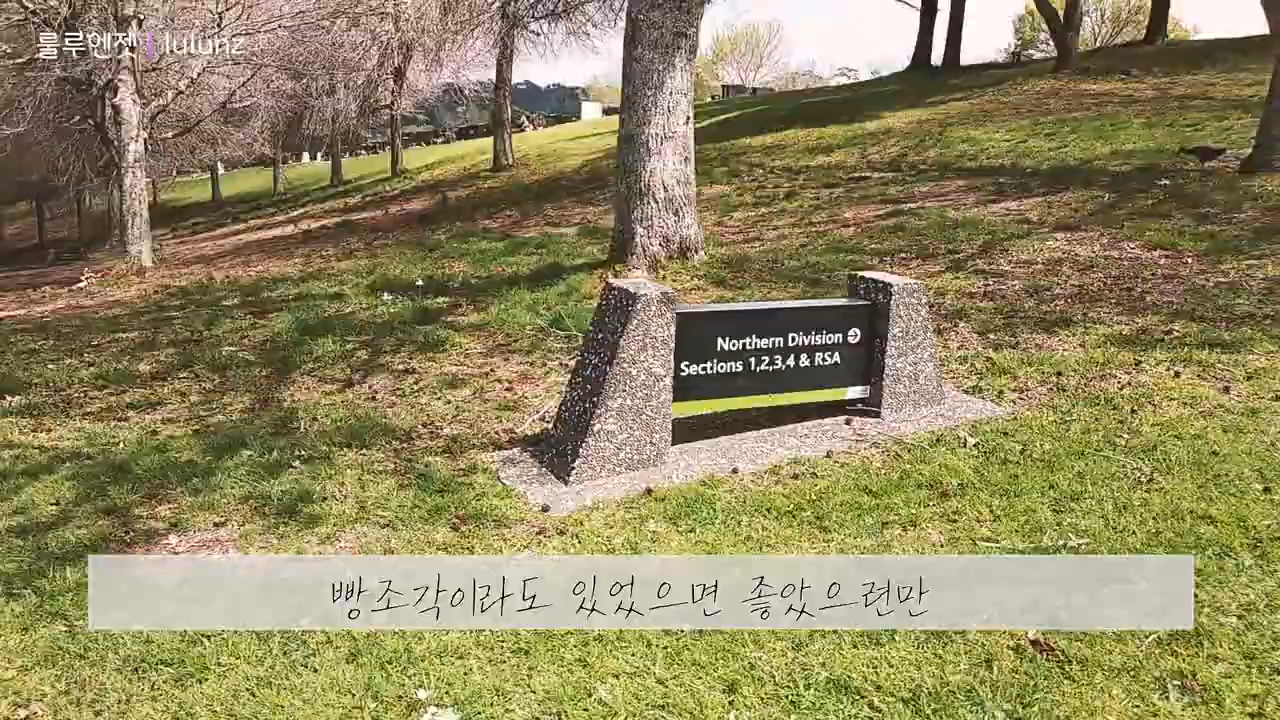 룰루엔젯 | lulunz
Northern Division
Sections 1,2,3,4 & RSA
빵조각이라도 있었으면 좋았으련만